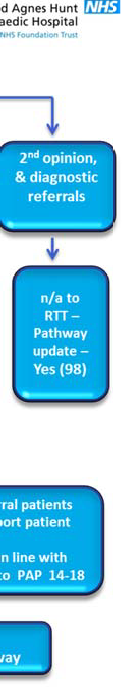 d Agnes Hunt NHS
aedic Hospital
NHS Foundation Trust
2nd opinion,
& diagnostic
referrals
n/a to
RTT –
Pathway
update –
Yes (98)
rral patients
port patient
n line with
to PAP 14-18
way